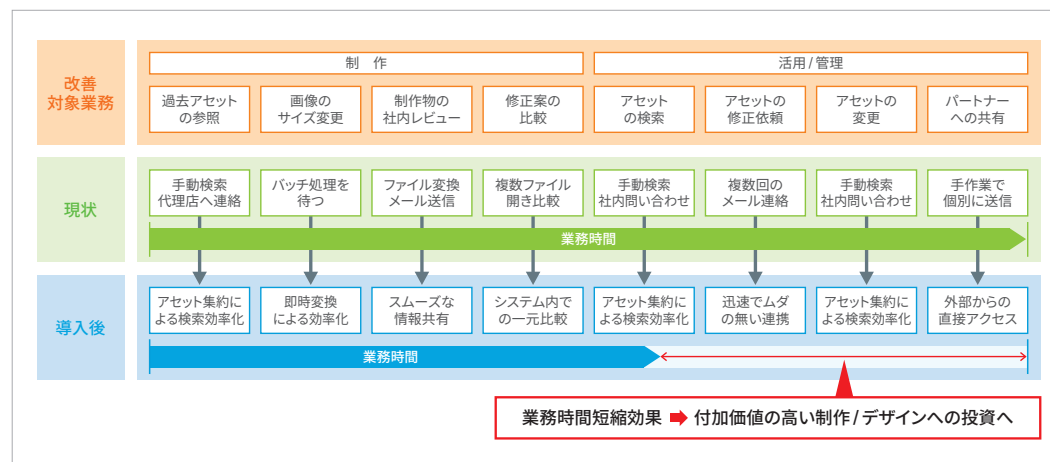 改善
対象業務
制 作
活用/管理
過去アセット
の参照
画像の
サイズ変更
制作物の
社内レビュー
修正案の
比較
アセット
の検索
アセットの
修正依頼
アセットの
変更
パートナー
への共有
現状
手動検索
代理店へ連絡
バッチ処理を
待つ
ファイル変換
メール送信
複数ファイル
開き比較
手動検索
社内問い合わせ
複数回の
メール連絡
手動検索
社内問い合わせ
手作業で
個別に送信
業務時間
導入後
アセット集約に
よる検索効率化
即時変換
による効率化
スムーズな
情報共有
システム内で
の一元比較
アセット集約に
よる検索効率化
迅速でムダ
の無い連携
アセット集約に
よる検索効率化
外部からの
直接アクセス
業務時間
業務時間短縮効果 ➡ 付加価値の高い制作/デザインへの投資へ